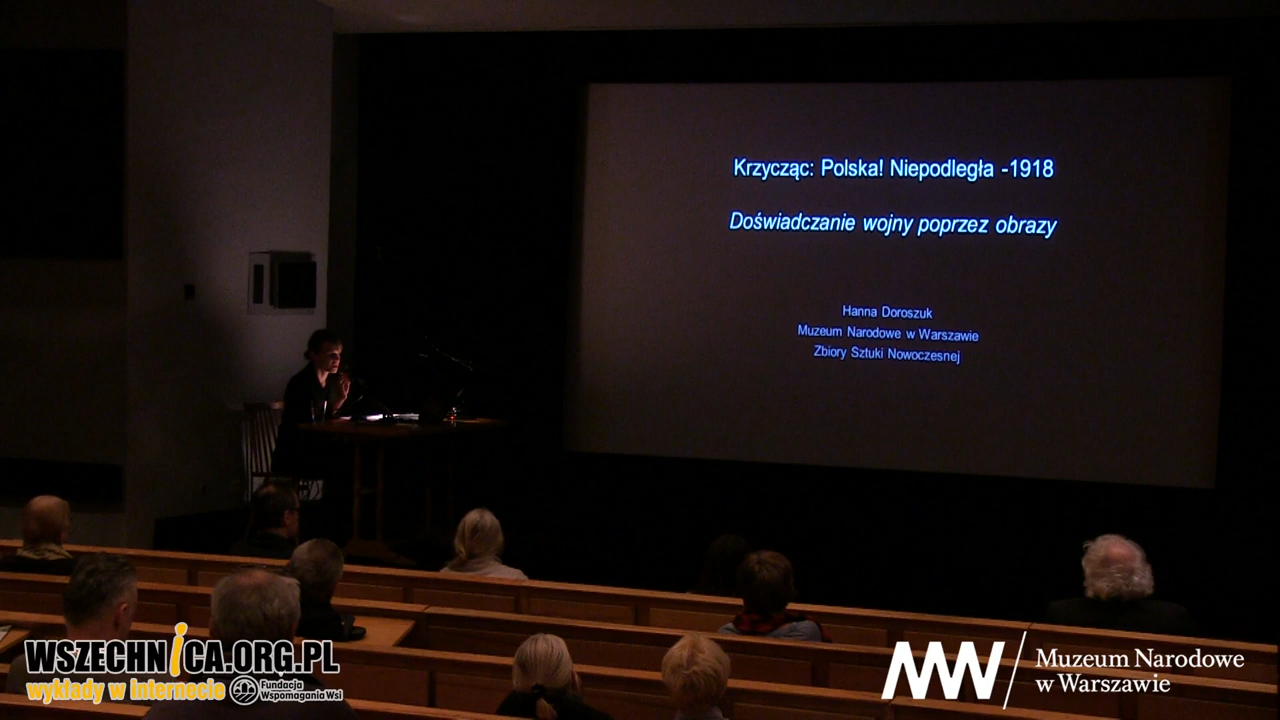 Krzycząc: Polska! Niepodległa -1918
Doświadczanie wojny poprzez obrazy
Hanna Doroszuk
Muzeum Narodowe w Warszawie
Zbiory Sztuki Nowoczesnej
WSZECHNICA.ORG.PL
wykłady w Internecie
Fundacja
Wspomagania Wsi
Muzeum Narodowe
w Warszawie